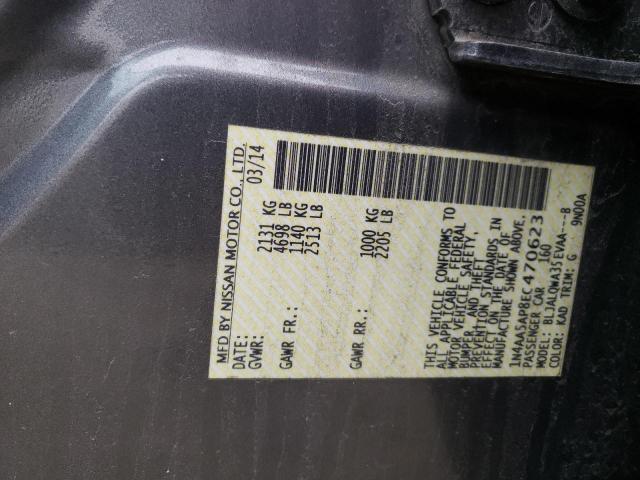 MFD BY NISSAN MOTOR CO., LTD.
DATE: 03/14
GVWR: 2131 KG
4698 LB
GAWR FR.: 1140 KG
2513 LB
GAWR RR.: 1000 KG
2205 LB
THIS VEHICLE CONFORMS TO
ALL APPLICABLE FEDERAL
MOTOR VEHICLE SAFETY,
BUMPER, AND THEFT
PREVENTION STANDARDS IN
EFFECT ON THE DATE OF
MANUFACTURE SHOWN ABOVE.
1N4AA5AP8EC470623
PASSENGER CAR 160
MODEL: BL1ALQWA35EVAA---B
COLOR: KAD TRIM: G 9N00A